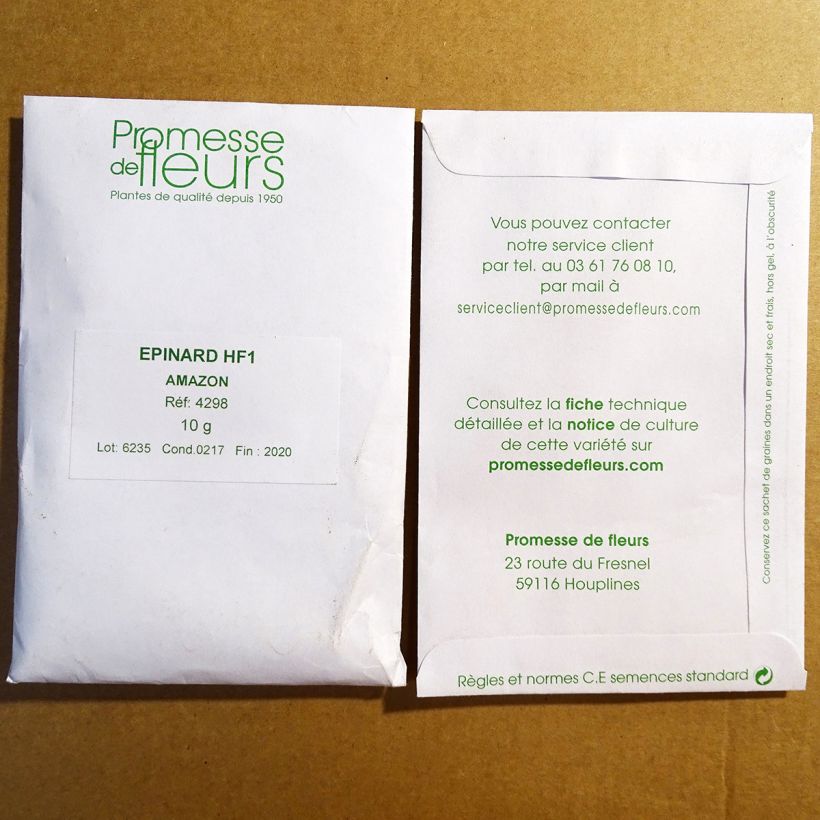 Promesse
de fleurs
Plantes de qualité depuis 1950
EPINARD HF1
AMAZON
Réf: 4298
10 g
Lot: 6235 Cond.0217 Fin : 2020
Vous pouvez contacter
notre service client
par tel. au 03 61 76 08 10,
par mail à
serviceclient@promessedefleurs.com
Consultez la fiche technique
détaillée et la notice de culture
de cette variété sur
promessedefleurs.com
Promesse de fleurs
23 route du Fresnel
59116 Houplines
Règles et normes C.E semences standard
Conservez ce sachet de graines dans un endroit sec et frais, hors gel, à l'obscurité